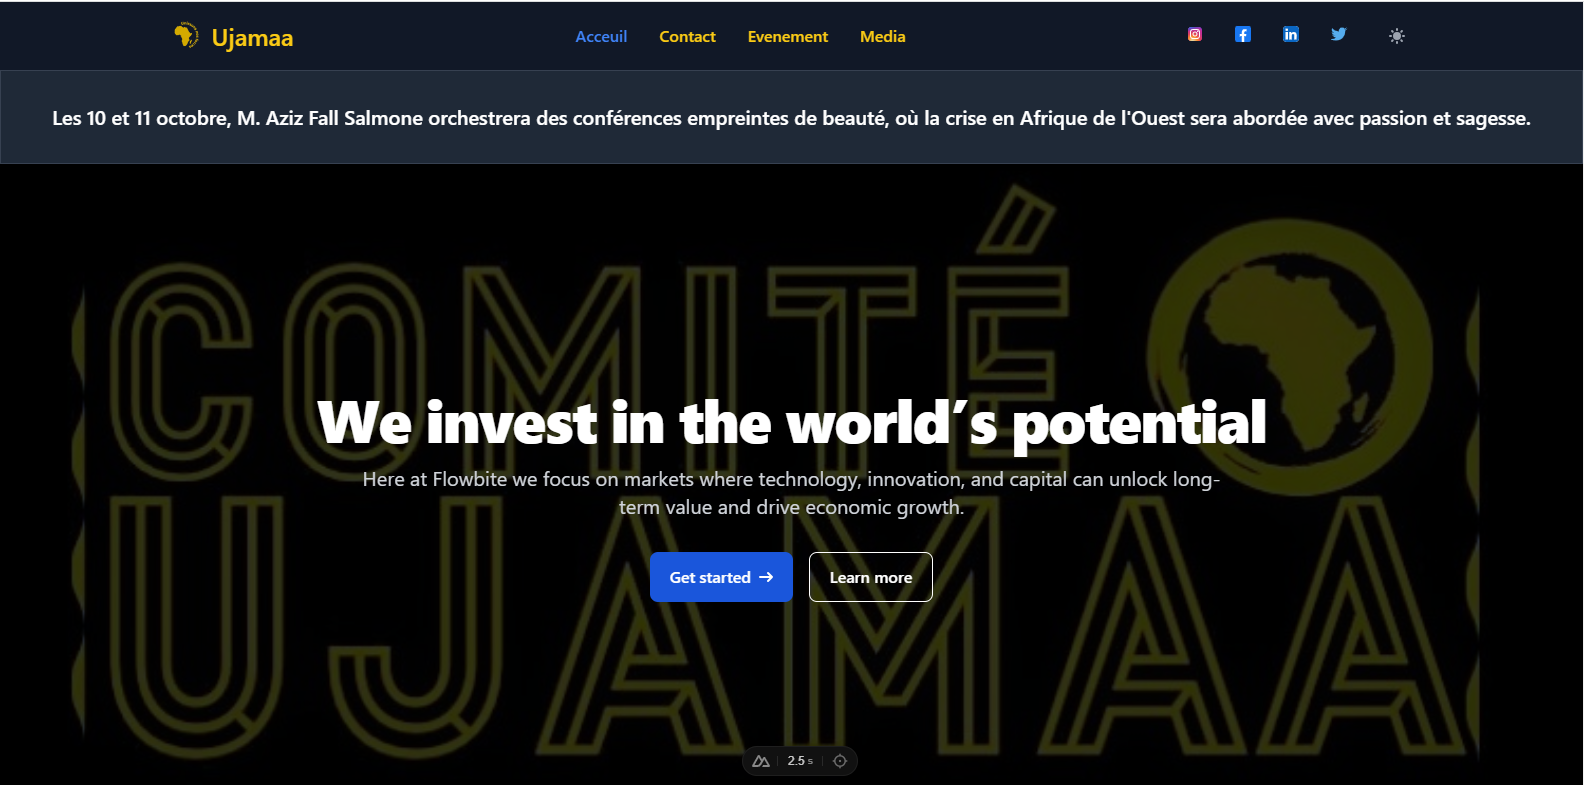 Ujamaa
Acceuil Contact Evenement Media
Les 10 et 11 octobre, M. Aziz Fall Salmone orchestrera des conférences empreintes de beauté, où la crise en Afrique de l'Ouest sera abordée avec passion et sagesse.
COMITÉ
We invest in the world’s potential
Here at Flowbite we focus on markets where technology, innovation, and capital can unlock long-
term value and drive economic growth.
UJAMAA
Get started → Learn more
2.5 s